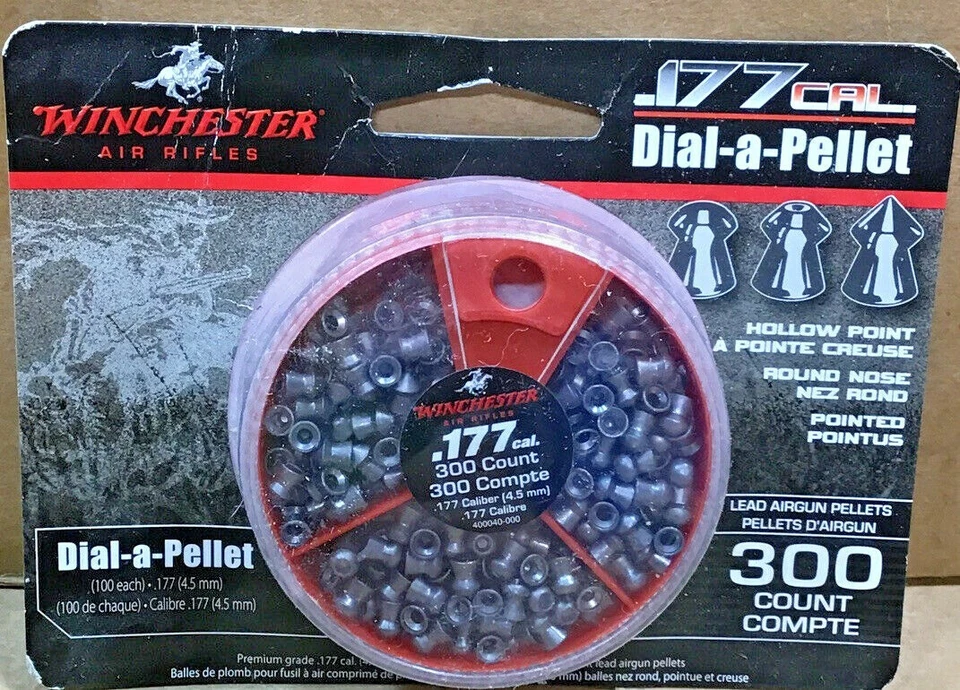 WINCHESTER
AIR RIFLES
.177 CAL
Dial-a-Pellet
HOLLOW POINT
A POINTE CREUSE
ROUND NOSE
NEZ ROND
POINTED
POINTUS
WINCHESTER
AIR RIFLES
.177 cal.
300 Count
300 Compte
.177 Caliber (4.5 mm)
.177 Calibre
400040-000
LEAD AIRGUN PELLETS
PELLETS D'AIRGUN
300
COUNT
COMPTE
Dial-a-Pellet
(100 each) • .177 (4.5 mm)
(100 de chaque) • Calibre .177 (4.5 mm)
Premium grade .177 cal. lead airgun pellets
Balles de plomb pour fusil à air comprimé de mm) balles nez rond, pointue et creuse